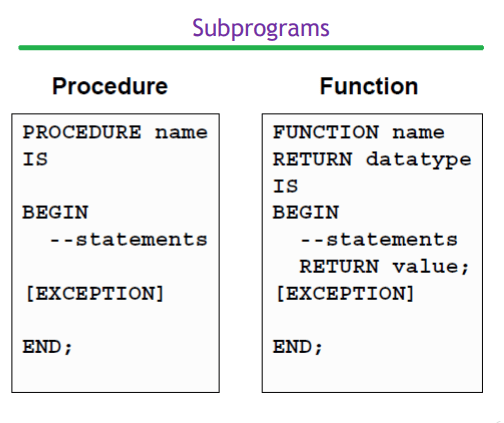 Subprograms
Procedure
PROCEDURE name
IS
BEGIN
--statements
[EXCEPTION]
END;
Function
FUNCTION name
RETURN datatype
IS
BEGIN
--statements
RETURN value;
[EXCEPTION]
END;